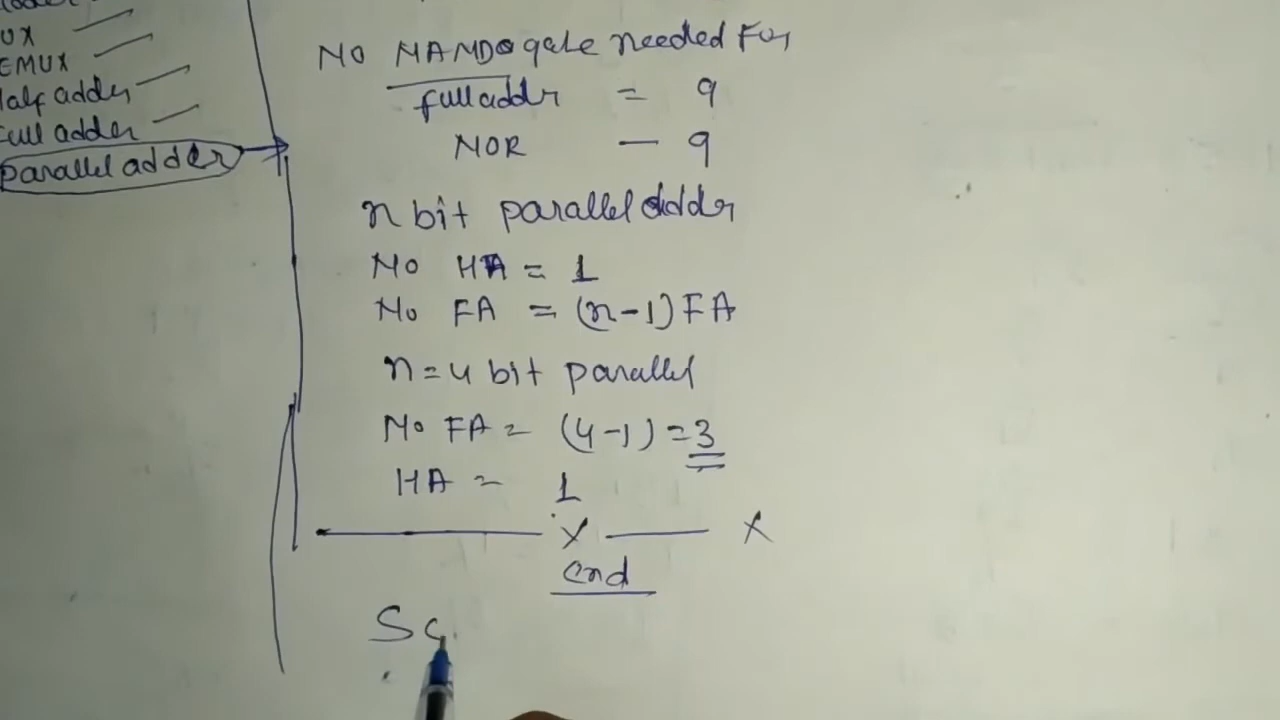 UX
EMUX
Half adder
Full adder
parallel adder
No NAND gate needed For
full addr = 9
NOR — 9
n bit parallel adder
No HA = 1
No FA = (n-1) FA
n = 4 bit parallel
No FA = (4-1) = 3
HA = 1
x x
end
Sc